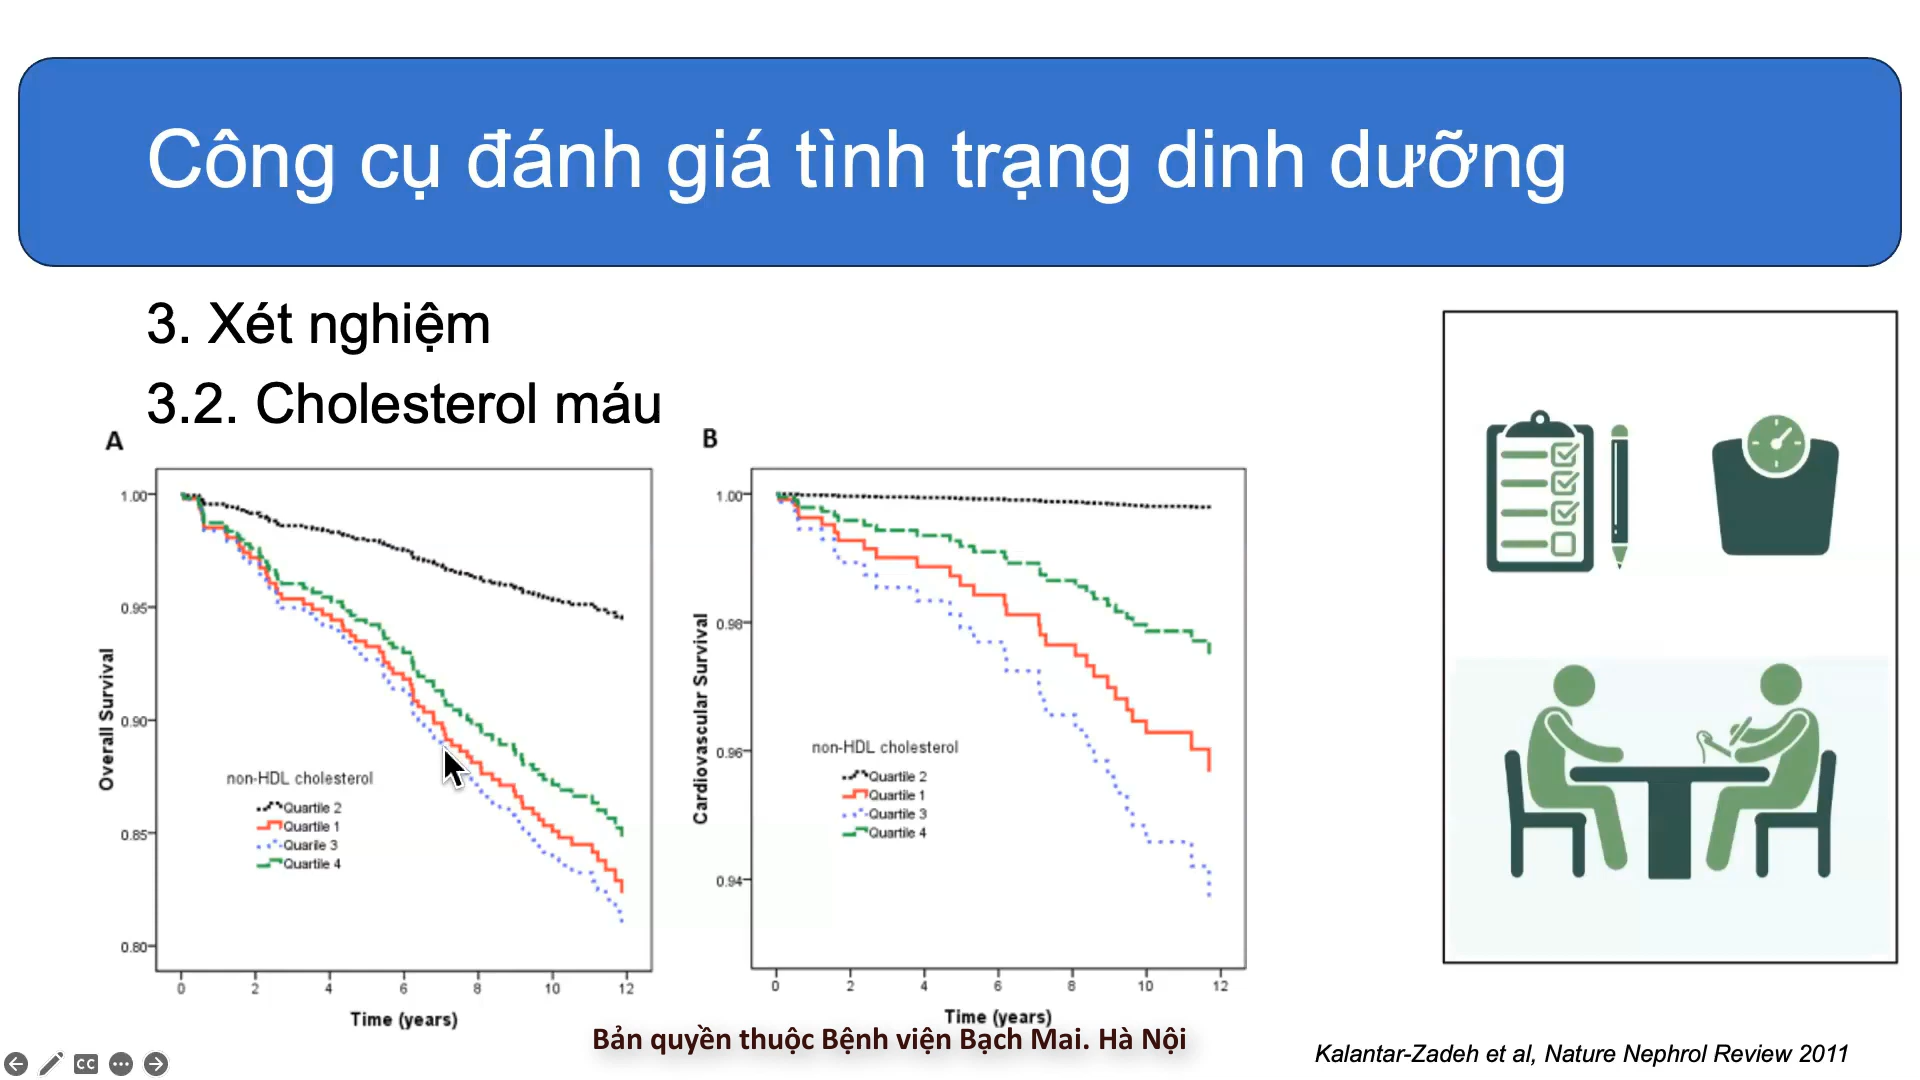 Công cụ đánh giá tình trạng dinh dưỡng
3. Xét nghiệm
3.2. Cholesterol máu
A
1.00
0.95
0.90
0.85
0.80
Overall Survival
non-HDL cholesterol
Quartile 2
Quartile 1
Quarile 3
Quartile 4
0 2 4 6 8 10 12
Time (years)
B
1.00
0.98
0.96
0.94
Cardiovascular Survival
non-HDL cholesterol
Quartile 2
Quartile 1
Quartile 3
Quartile 4
0 2 4 6 8 10 12
Time (years)
Bản quyền thuộc Bệnh viện Bạch Mai. Hà Nội
Kalantar-Zadeh et al, Nature Nephrol Review 2011
CC